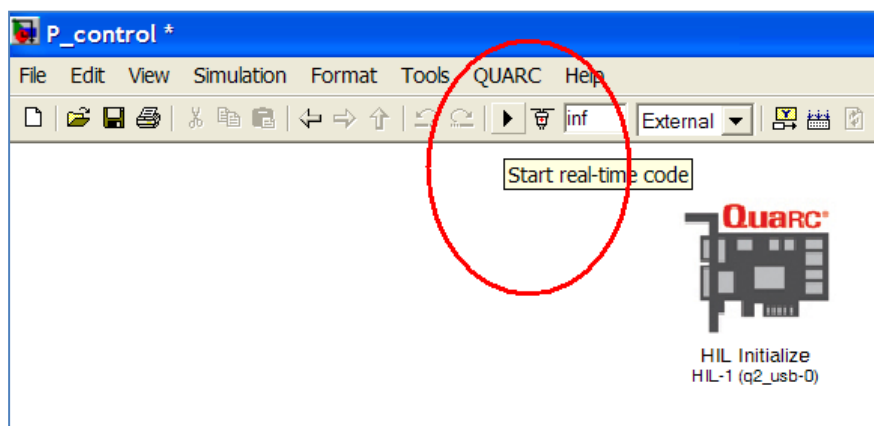 P_control *
File Edit View Simulation Format Tools QUARC Help
inf External
Start real-time code
QUARC
HIL Initialize
HIL-1 (q2_usb-0)